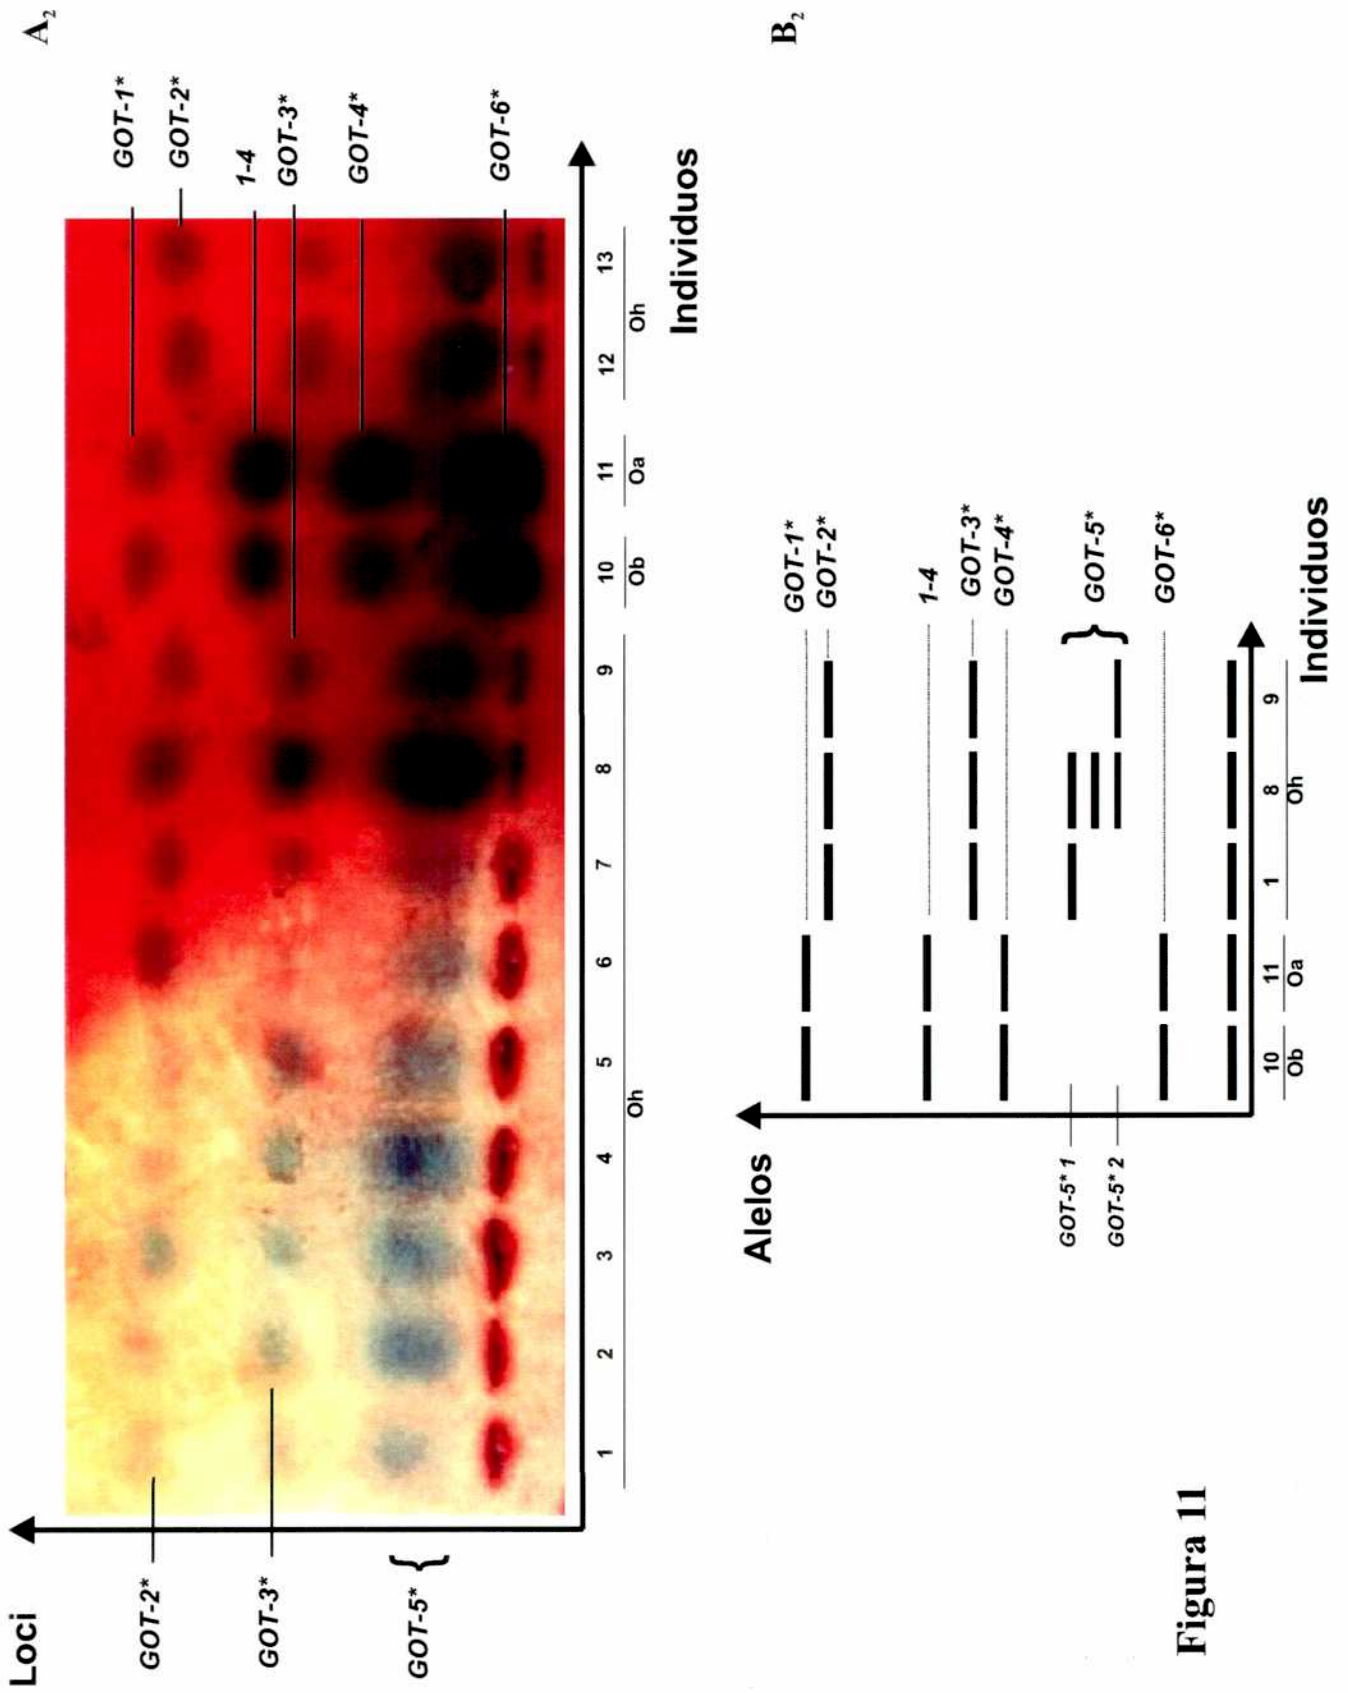 A₂
Loci
GOT-1*
GOT-2*
1-4
GOT-3*
GOT-4*
GOT-6*
GOT-2*
GOT-3*
GOT-5*
1 2 3 4 5 6 7 8 9 10 11 12 13
Oh Ob Oa Oh
Individuos
B₂
Alelos
GOT-1*
GOT-2*
1-4
GOT-3*
GOT-4*
GOT-5*
GOT-6*
GOT-5* 1
GOT-5* 2
10 11 1 8 9
Ob Oa Oh
Individuos
Figura 11